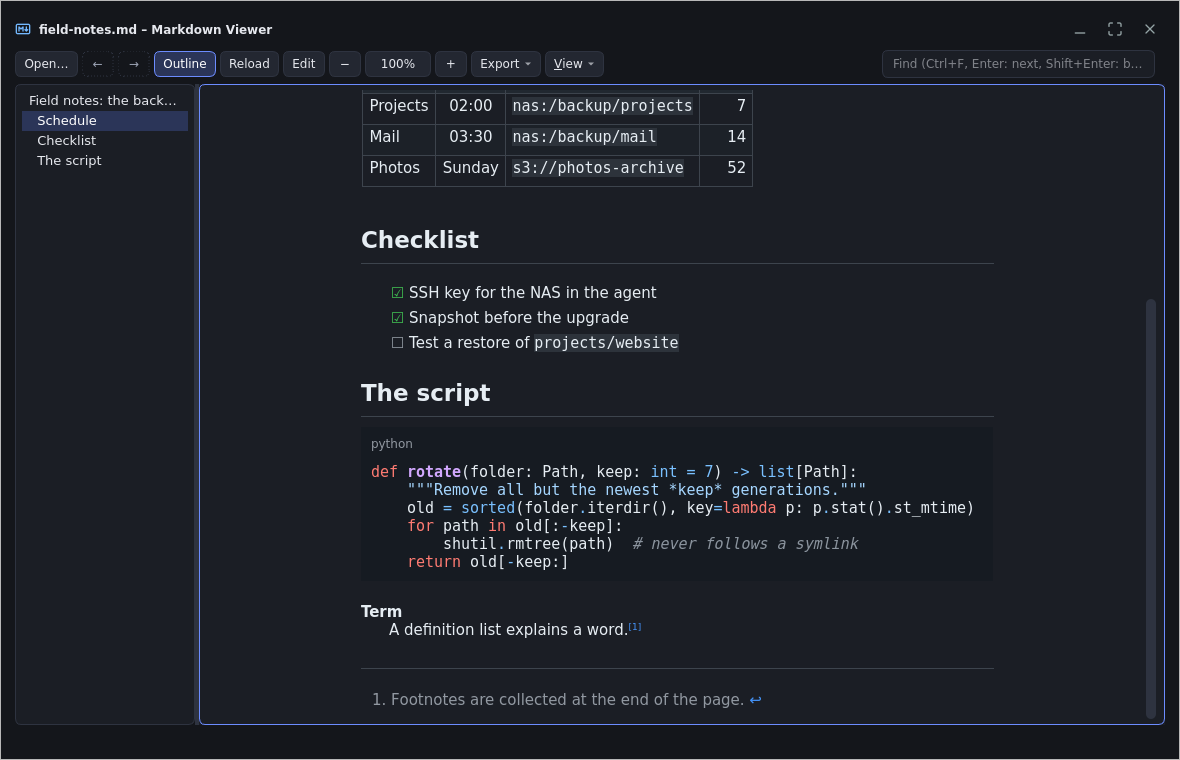 field-notes.md – Markdown Viewer
Open… ← → Outline Reload Edit − 100% + Export View Find (Ctrl+F, Enter: next, Shift+Enter: b…
Field notes: the back…
Schedule
Checklist
The script
Projects 02:00 nas:/backup/projects 7
Mail 03:30 nas:/backup/mail 14
Photos Sunday s3://photos-archive 52
Checklist
☑ SSH key for the NAS in the agent
☑ Snapshot before the upgrade
☐ Test a restore of projects/website
The script
python
def rotate(folder: Path, keep: int = 7) -> list[Path]:
    """Remove all but the newest *keep* generations."""
    old = sorted(folder.iterdir(), key=lambda p: p.stat().st_mtime)
    for path in old[:-keep]:
        shutil.rmtree(path)  # never follows a symlink
    return old[-keep:]
Term
A definition list explains a word.[1]
1. Footnotes are collected at the end of the page. ↩